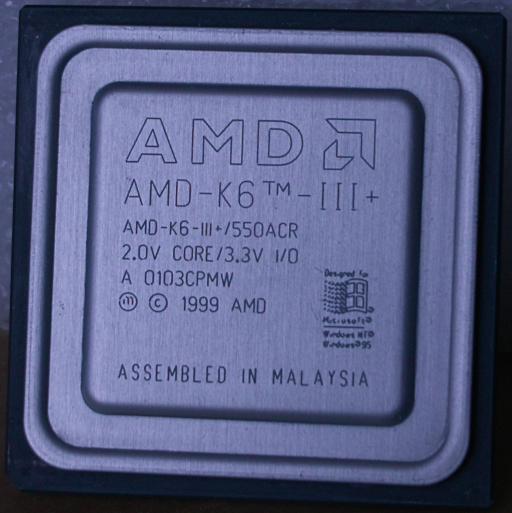 AMD
AMD-K6™-III+
AMD-K6-III+/550ACR
2.0V CORE/3.3V I/O
A 0103CPMW
ⓜ © 1999 AMD
Designed for
Microsoft®
Windows NT®
Windows®95
ASSEMBLED IN MALAYSIA